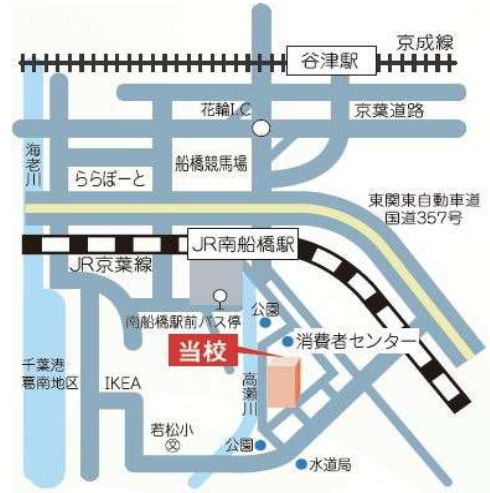 京成線
谷津駅
花輪I.C
京葉道路
海老川
ららぽーと
船橋競馬場
東関東自動車道
国道357号
JR南船橋駅
JR京葉線
南船橋駅前バス停
公園
消費者センター
当校
千葉港
葛南地区
IKEA
高瀬川
若松小
文
公園
水道局